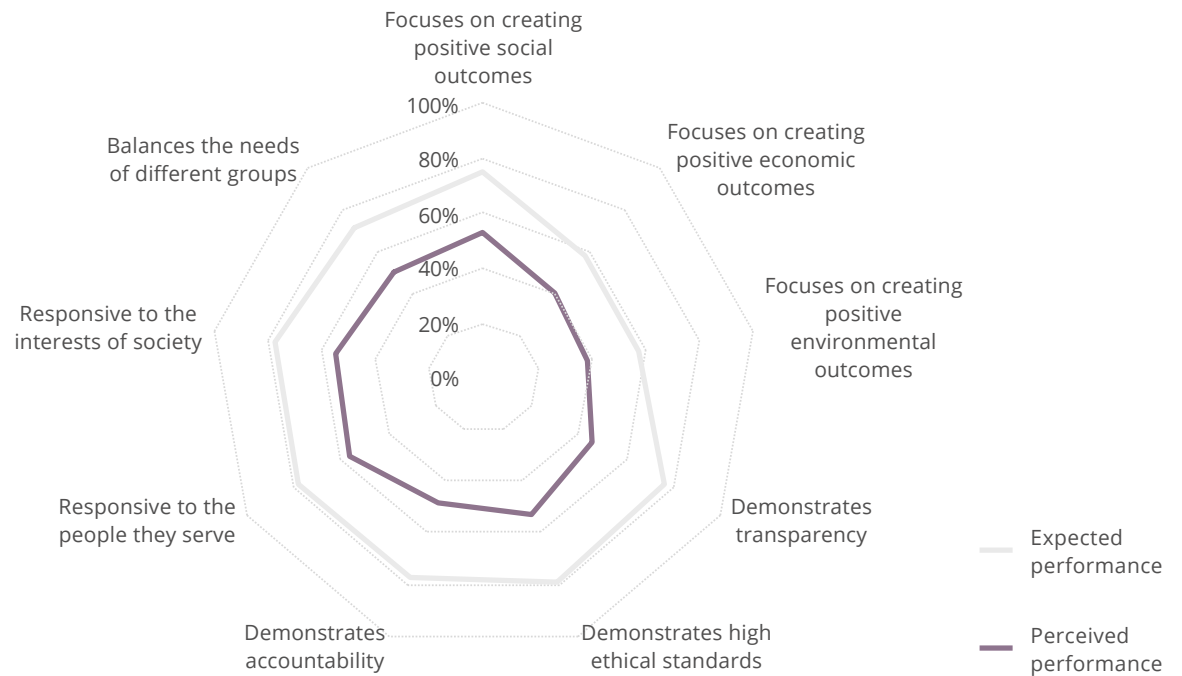 Focuses on creating
positive social
outcomes
100%
80%
60%
40%
20%
0%
Focuses on creating
positive economic
outcomes
Focuses on creating
positive
environmental
outcomes
Demonstrates
transparency
Demonstrates high
ethical standards
Demonstrates
accountability
Responsive to the
people they serve
Responsive to the
interests of society
Balances the needs
of different groups
Expected
performance
Perceived
performance